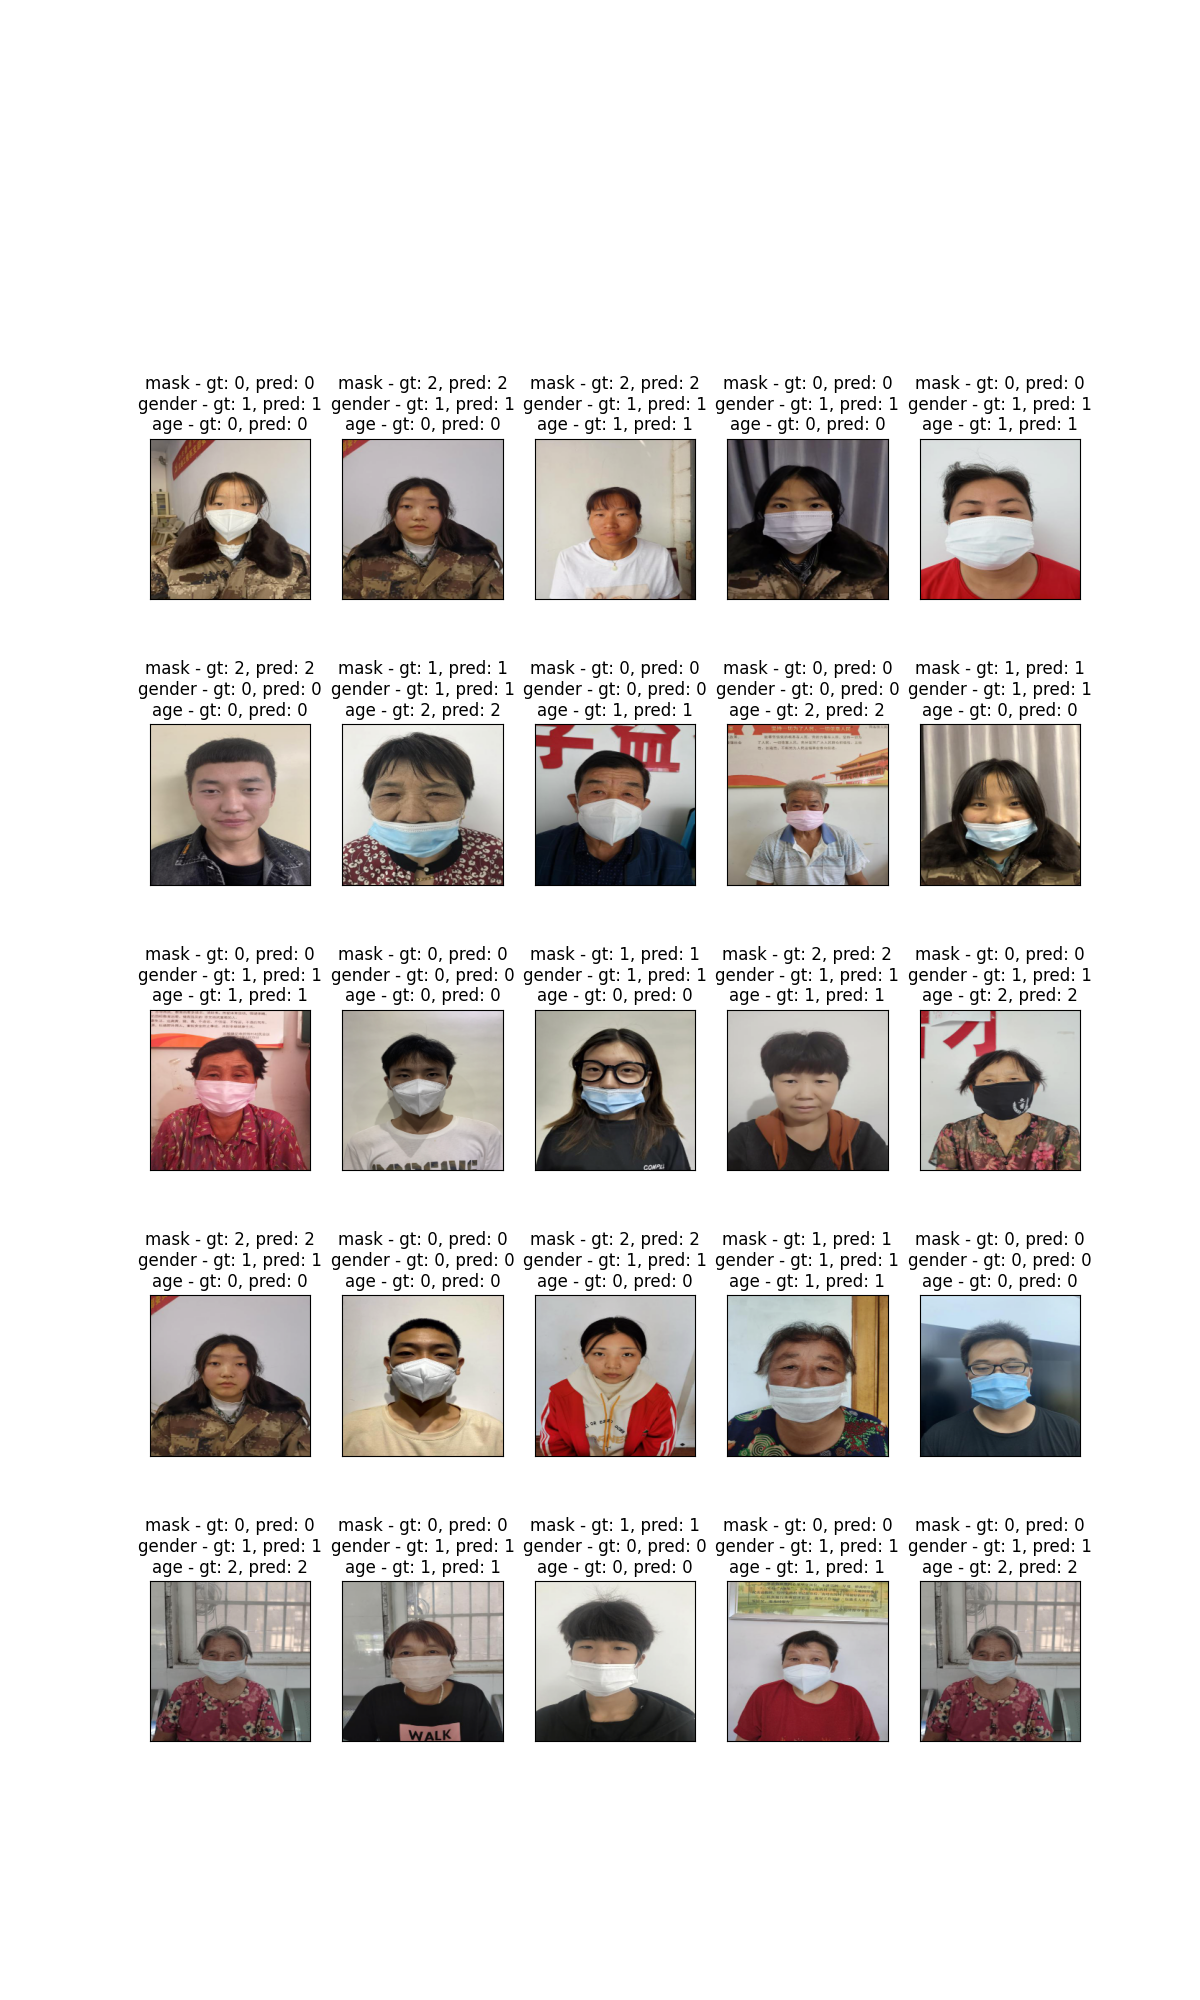 mask - gt: 0, pred: 0
gender - gt: 1, pred: 1
age - gt: 0, pred: 0
mask - gt: 2, pred: 2
gender - gt: 1, pred: 1
age - gt: 0, pred: 0
mask - gt: 2, pred: 2
gender - gt: 1, pred: 1
age - gt: 1, pred: 1
mask - gt: 0, pred: 0
gender - gt: 1, pred: 1
age - gt: 0, pred: 0
mask - gt: 0, pred: 0
gender - gt: 1, pred: 1
age - gt: 1, pred: 1
mask - gt: 2, pred: 2
gender - gt: 0, pred: 0
age - gt: 0, pred: 0
mask - gt: 1, pred: 1
gender - gt: 1, pred: 1
age - gt: 2, pred: 2
mask - gt: 0, pred: 0
gender - gt: 0, pred: 0
age - gt: 1, pred: 1
mask - gt: 0, pred: 0
gender - gt: 0, pred: 0
age - gt: 2, pred: 2
mask - gt: 1, pred: 1
gender - gt: 1, pred: 1
age - gt: 0, pred: 0
mask - gt: 0, pred: 0
gender - gt: 1, pred: 1
age - gt: 1, pred: 1
mask - gt: 0, pred: 0
gender - gt: 0, pred: 0
age - gt: 0, pred: 0
mask - gt: 1, pred: 1
gender - gt: 1, pred: 1
age - gt: 0, pred: 0
mask - gt: 2, pred: 2
gender - gt: 1, pred: 1
age - gt: 1, pred: 1
mask - gt: 0, pred: 0
gender - gt: 1, pred: 1
age - gt: 2, pred: 2
mask - gt: 2, pred: 2
gender - gt: 1, pred: 1
age - gt: 0, pred: 0
mask - gt: 0, pred: 0
gender - gt: 0, pred: 0
age - gt: 0, pred: 0
mask - gt: 2, pred: 2
gender - gt: 1, pred: 1
age - gt: 0, pred: 0
mask - gt: 1, pred: 1
gender - gt: 1, pred: 1
age - gt: 1, pred: 1
mask - gt: 0, pred: 0
gender - gt: 0, pred: 0
age - gt: 0, pred: 0
mask - gt: 0, pred: 0
gender - gt: 1, pred: 1
age - gt: 2, pred: 2
mask - gt: 0, pred: 0
gender - gt: 1, pred: 1
age - gt: 1, pred: 1
WALK
mask - gt: 1, pred: 1
gender - gt: 0, pred: 0
age - gt: 0, pred: 0
mask - gt: 0, pred: 0
gender - gt: 1, pred: 1
age - gt: 1, pred: 1
mask - gt: 0, pred: 0
gender - gt: 1, pred: 1
age - gt: 2, pred: 2